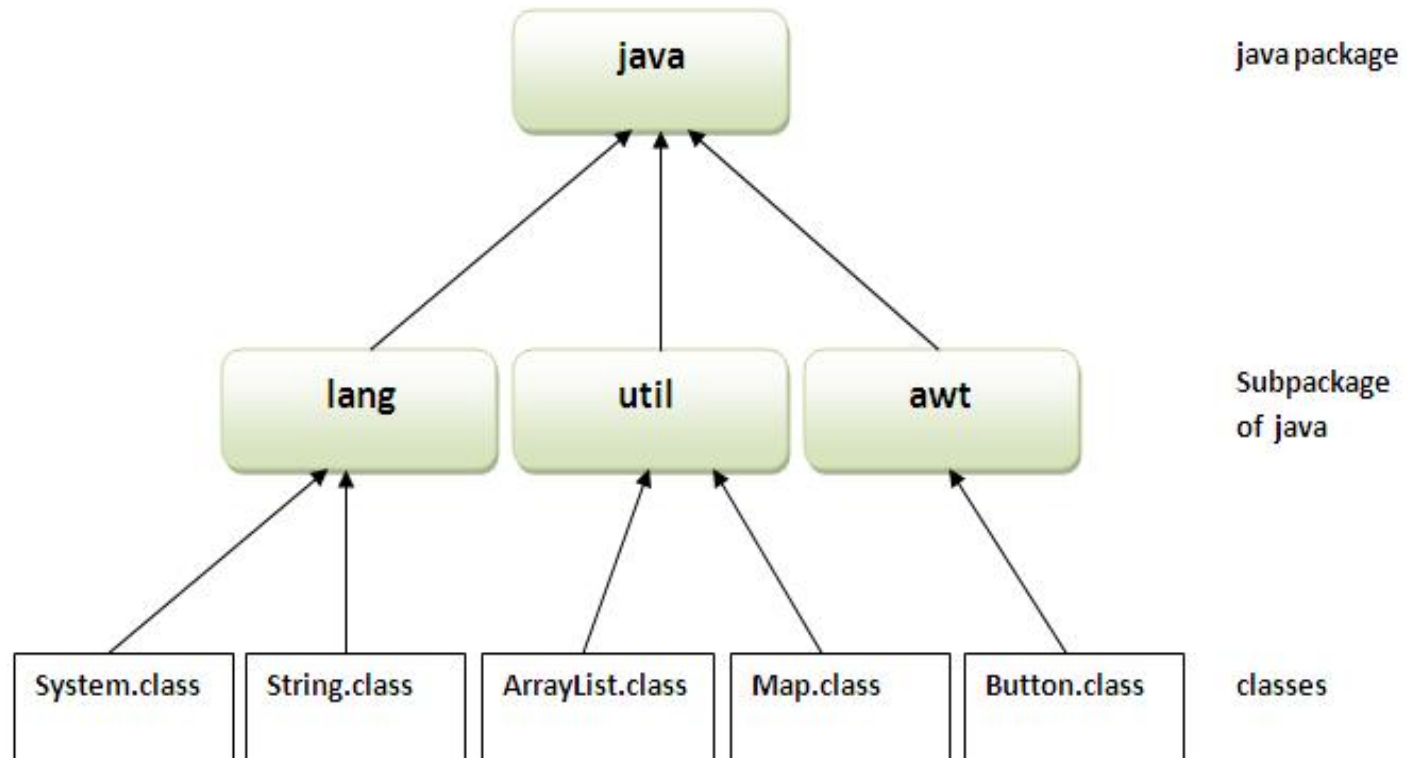 java
java package
lang
util
awt
Subpackage
of java
System.class
String.class
ArrayList.class
Map.class
Button.class
classes